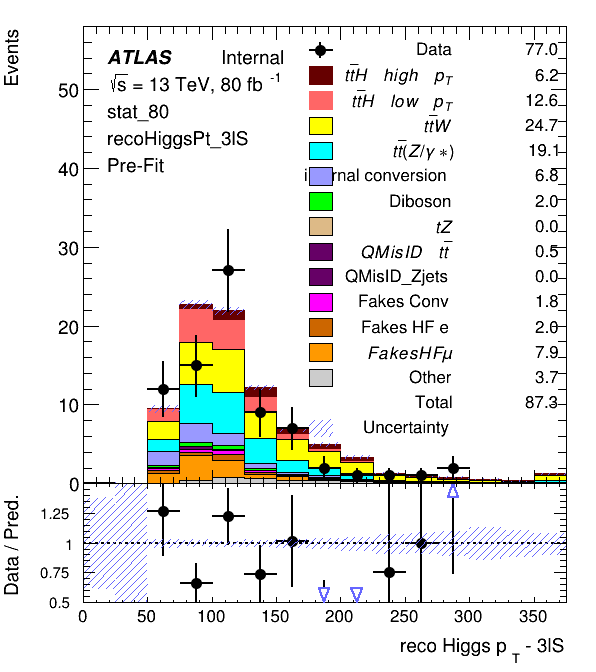 Events
ATLAS Internal
√s = 13 TeV, 80 fb -1
stat_80
recoHiggsPt_3lS
Pre-Fit
Data 77.0
tt̄H high pT 6.2
tt̄H low pT 12.6
tt̄W 24.7
tt̄(Z/γ*) 19.1
internal conversion 6.8
Diboson 2.0
tZ 0.0
QMisID tt̄ 0.5
QMisID_Zjets 0.0
Fakes Conv 1.8
Fakes HF e 2.0
FakesHFμ 7.9
Other 3.7
Total 87.3
Uncertainty
50
40
30
20
10
0
Data / Pred.
1.25
1
0.75
0.5
0 50 100 150 200 250 300 350
reco Higgs p T - 3lS